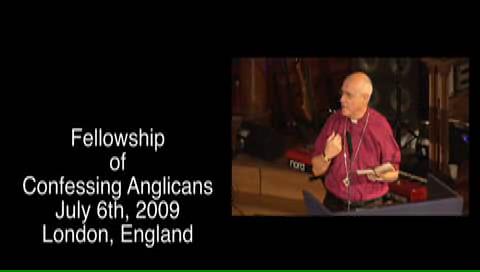 Fellowship
of
Confessing Anglicans
July 6th, 2009
London, England
nord